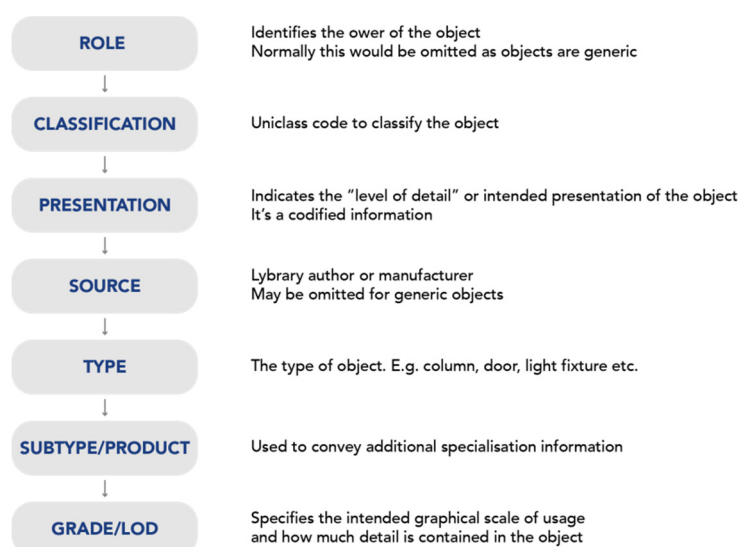 ROLE
Identifies the ower of the object
Normally this would be omitted as objects are generic
CLASSIFICATION
Uniclass code to classify the object
PRESENTATION
Indicates the “level of detail” or intended presentation of the object
It’s a codified information
SOURCE
Lybrary author or manufacturer
May be omitted for generic objects
TYPE
The type of object. E.g. column, door, light fixture etc.
SUBTYPE/PRODUCT
Used to convey additional specialisation information
GRADE/LOD
Specifies the intended graphical scale of usage
and how much detail is contained in the object